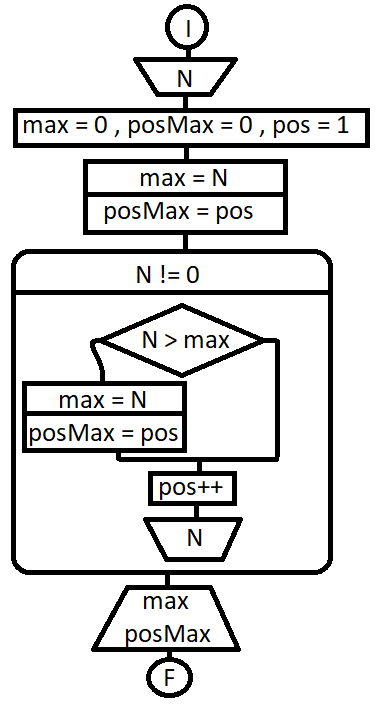 I
N
max = 0 , posMax = 0 , pos = 1
max = N
posMax = pos
N != 0
N > max
max = N
posMax = pos
pos++
N
max
posMax
F